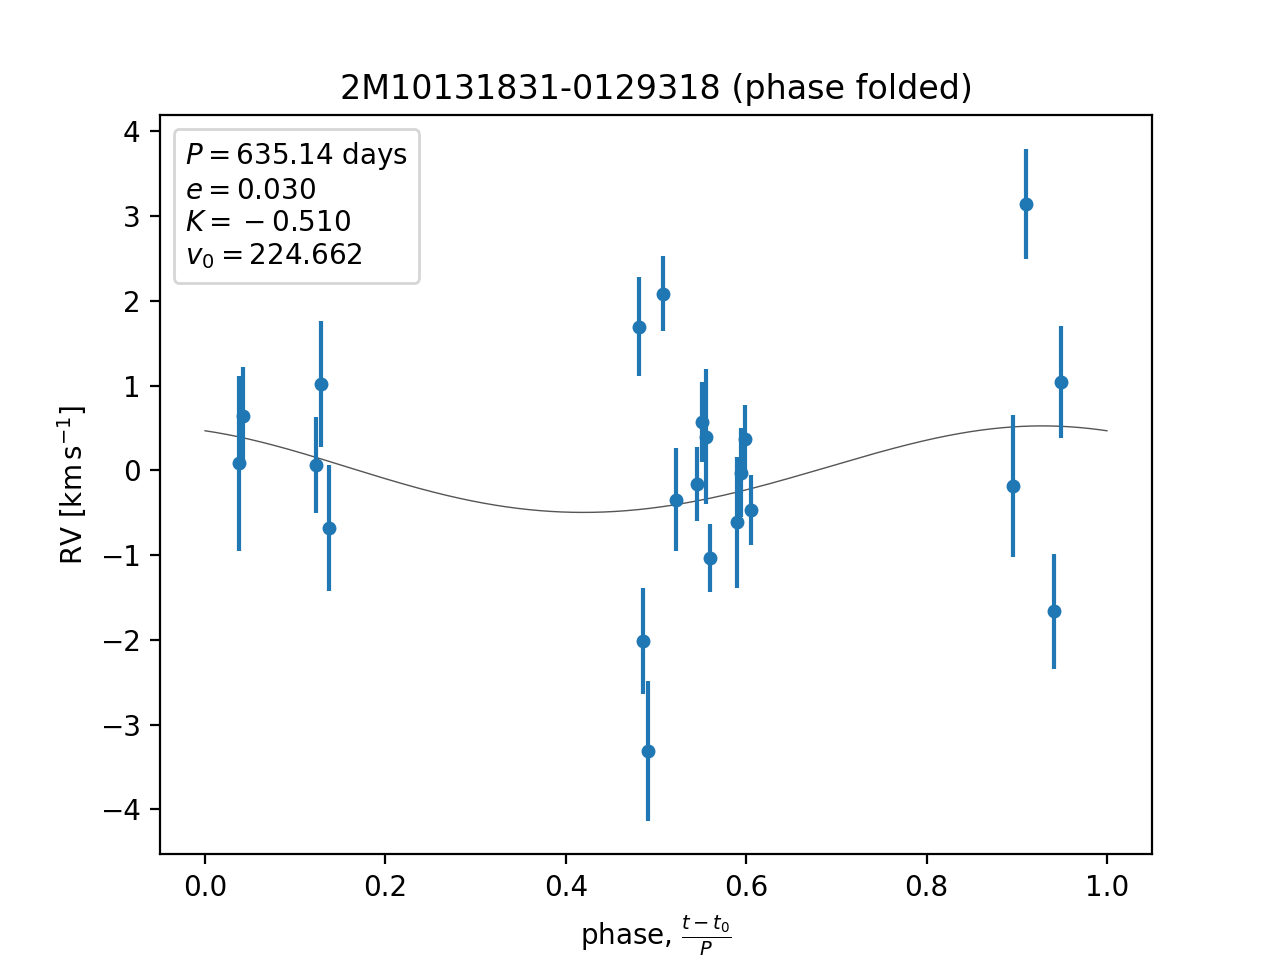 2M10131831-0129318 (phase folded)
P = 635.14 days
e = 0.030
K = −0.510
v₀ = 224.662
4
3
2
1
0
−1
−2
−3
−4
RV [km s⁻¹]
0.0 0.2 0.4 0.6 0.8 1.0
phase, (t − t₀)/P